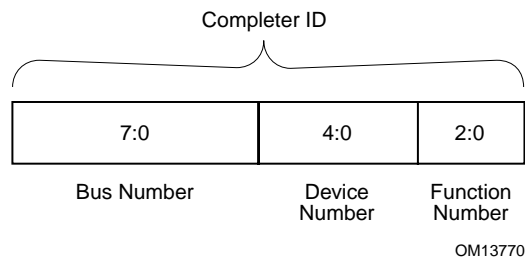 Completer ID
7:0 4:0 2:0
Bus Number Device Function
Number Number
OM13770